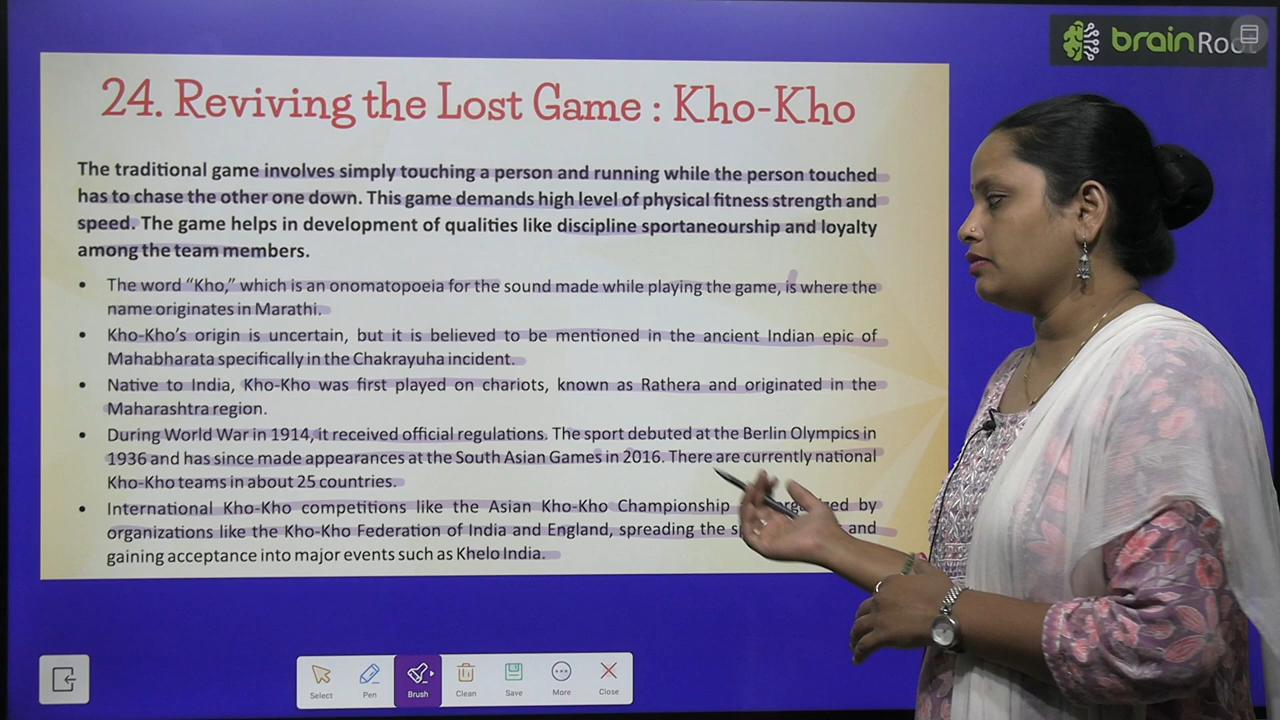 brainRoot
24. Reviving the Lost Game : Kho-Kho
The traditional game involves simply touching a person and running while the person touched
has to chase the other one down. This game demands high level of physical fitness strength and
speed. The game helps in development of qualities like discipline sportaneourship and loyalty
among the team members.
• The word “Kho,” which is an onomatopoeia for the sound made while playing the game, is where the
name originates in Marathi.
• Kho-Kho’s origin is uncertain, but it is believed to be mentioned in the ancient Indian epic of
Mahabharata specifically in the Chakrayuha incident.
• Native to India, Kho-Kho was first played on chariots, known as Rathera and originated in the
Maharashtra region.
• During World War in 1914, it received official regulations. The sport debuted at the Berlin Olympics in
1936 and has since made appearances at the South Asian Games in 2016. There are currently national
Kho-Kho teams in about 25 countries.
• International Kho-Kho competitions like the Asian Kho-Kho Championship by
organizations like the Kho-Kho Federation of India and England, spreading the and
gaining acceptance into major events such as Khelo India.
Select Pen Brush Clean Save More Close